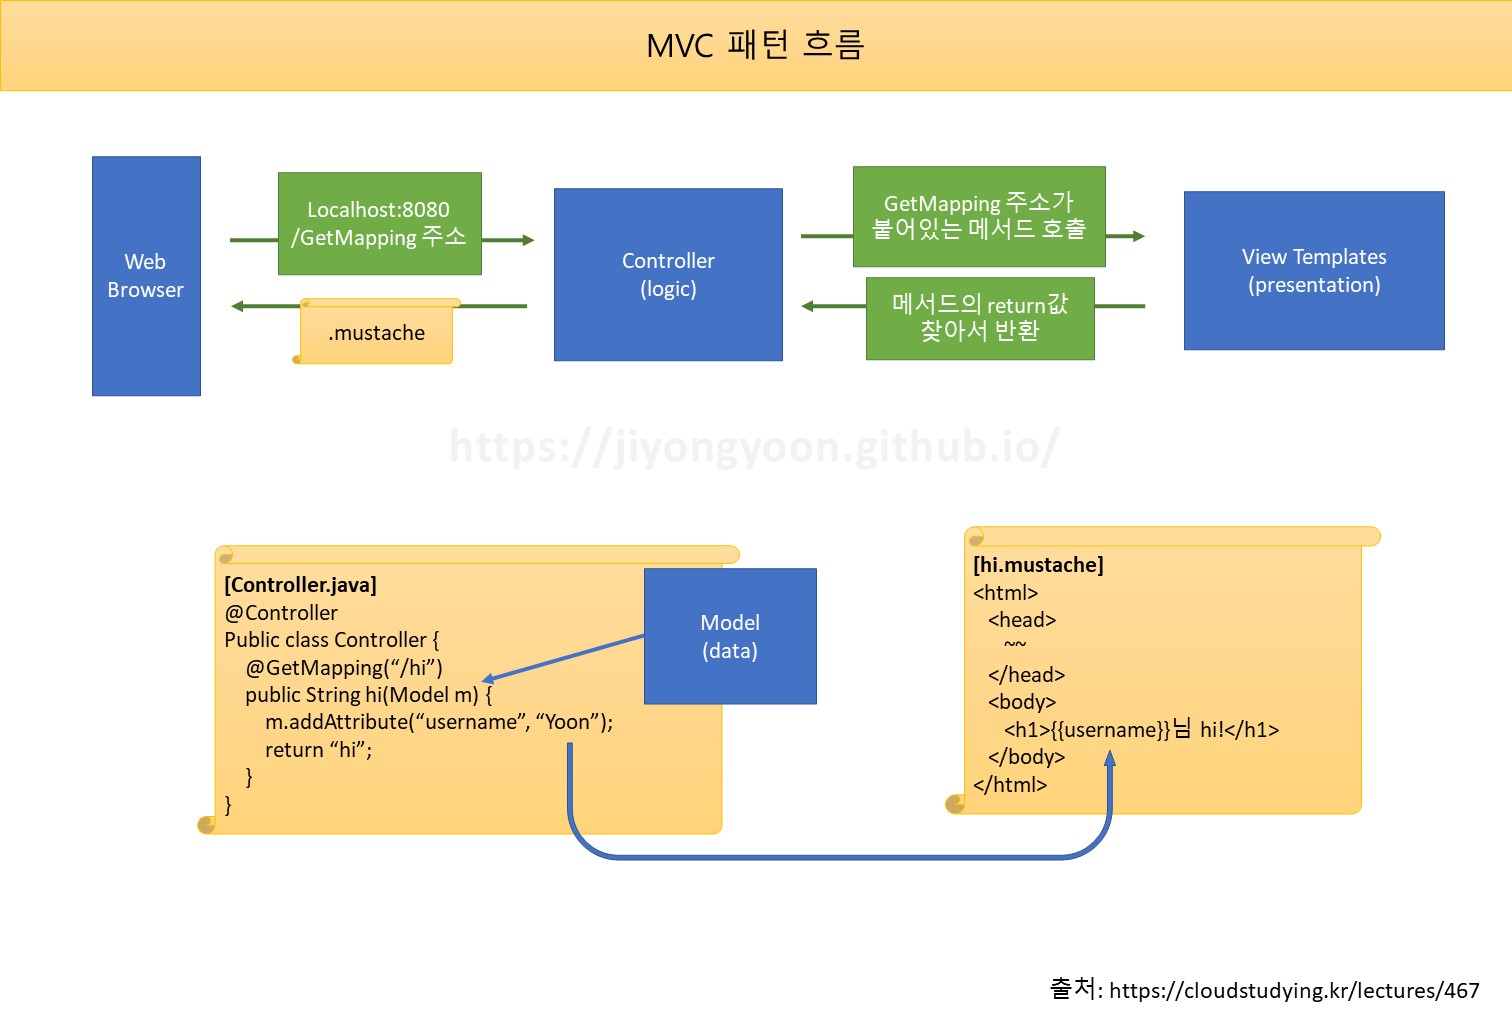 MVC 패턴 흐름
Web
Browser
Localhost:8080
/GetMapping 주소
.mustache
Controller
(logic)
GetMapping 주소가
붙어있는 메서드 호출
메서드의 return값
찾아서 반환
View Templates
(presentation)
https://jiyongyoon.github.io/
[Controller.java]
@Controller
Public class Controller {
@GetMapping(“/hi”)
public String hi(Model m) {
m.addAttribute(“username”, “Yoon”);
return “hi”;
}
}
Model
(data)
[hi.mustache]
<html>
<head>
~~
</head>
<body>
<h1>{{username}}님 hi!</h1>
</body>
</html>
출처: https://cloudstudying.kr/lectures/467